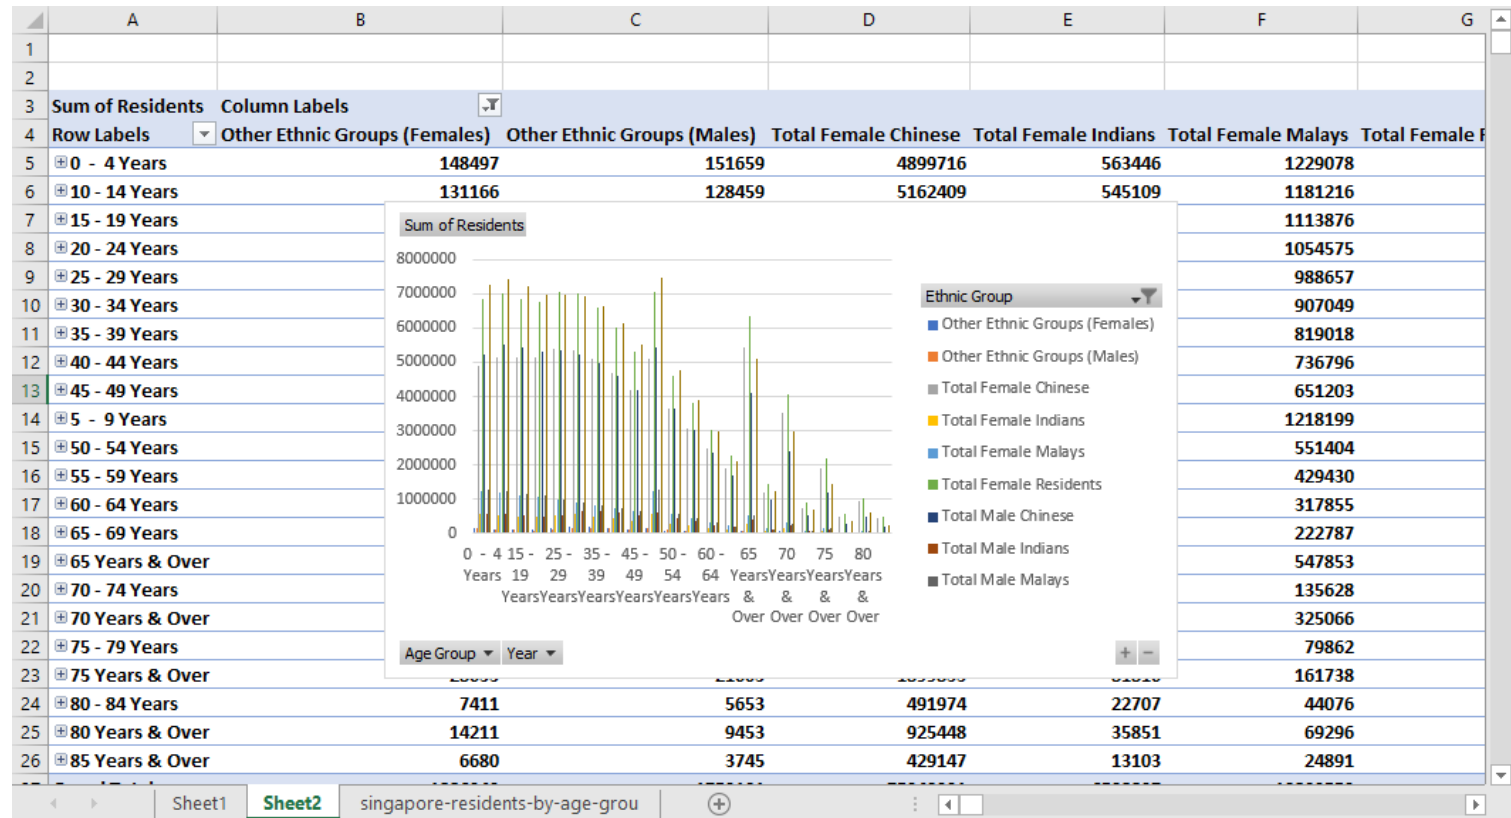 A B C D E F G
1
2
3 Sum of Residents Column Labels
4 Row Labels Other Ethnic Groups (Females) Other Ethnic Groups (Males) Total Female Chinese Total Female Indians Total Female Malays Total Female
5 0 - 4 Years 148497 151659 4899716 563446 1229078
6 10 - 14 Years 131166 128459 5162409 545109 1181216
7 15 - 19 Years 1113876
8 20 - 24 Years 1054575
9 25 - 29 Years 988657
10 30 - 34 Years 907049
11 35 - 39 Years 819018
12 40 - 44 Years 736796
13 45 - 49 Years 651203
14 5 - 9 Years 1218199
15 50 - 54 Years 551404
16 55 - 59 Years 429430
17 60 - 64 Years 317855
18 65 - 69 Years 222787
19 65 Years & Over 547853
20 70 - 74 Years 135628
21 70 Years & Over 325066
22 75 - 79 Years 79862
23 75 Years & Over 161738
24 80 - 84 Years 7411 5653 491974 22707 44076
25 80 Years & Over 14211 9453 925448 35851 69296
26 85 Years & Over 6680 3745 429147 13103 24891
Sum of Residents
8000000
7000000
6000000
5000000
4000000
3000000
2000000
1000000
0
0 - 4 15 - 25 - 35 - 45 - 50 - 60 - 65 70 75 80
Years 19 29 39 49 54 64 Years Years Years Years
Years Years Years Years Years Years & & & &
Over Over Over Over
Ethnic Group
Other Ethnic Groups (Females)
Other Ethnic Groups (Males)
Total Female Chinese
Total Female Indians
Total Female Malays
Total Female Residents
Total Male Chinese
Total Male Indians
Total Male Malays
Age Group Year + −
Sheet1 Sheet2 singapore-residents-by-age-grou